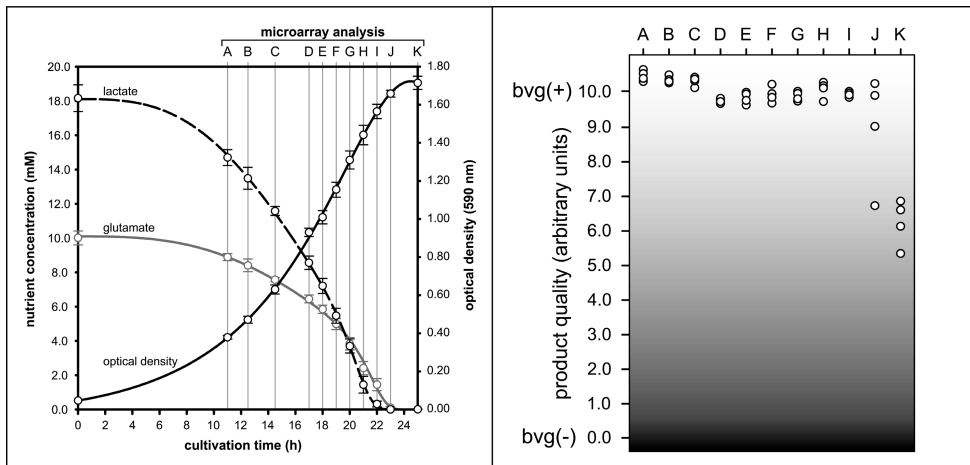 microarray analysis
A B C D E F G H I J K
20.0
18.0
16.0
14.0
12.0
10.0
8.0
6.0
4.0
2.0
0.0
nutrient concentration (mM)
lactate
glutamate
optical density
1.80
1.60
1.40
1.20
1.00
0.80
0.60
0.40
0.20
0.00
optical density (590 nm)
0 2 4 6 8 10 12 14 16 18 20 22 24
cultivation time (h)
A B C D E F G H I J K
bvg(+)
10.0
9.0
8.0
7.0
6.0
5.0
4.0
3.0
2.0
1.0
bvg(-) 0.0
product quality (arbitrary units)